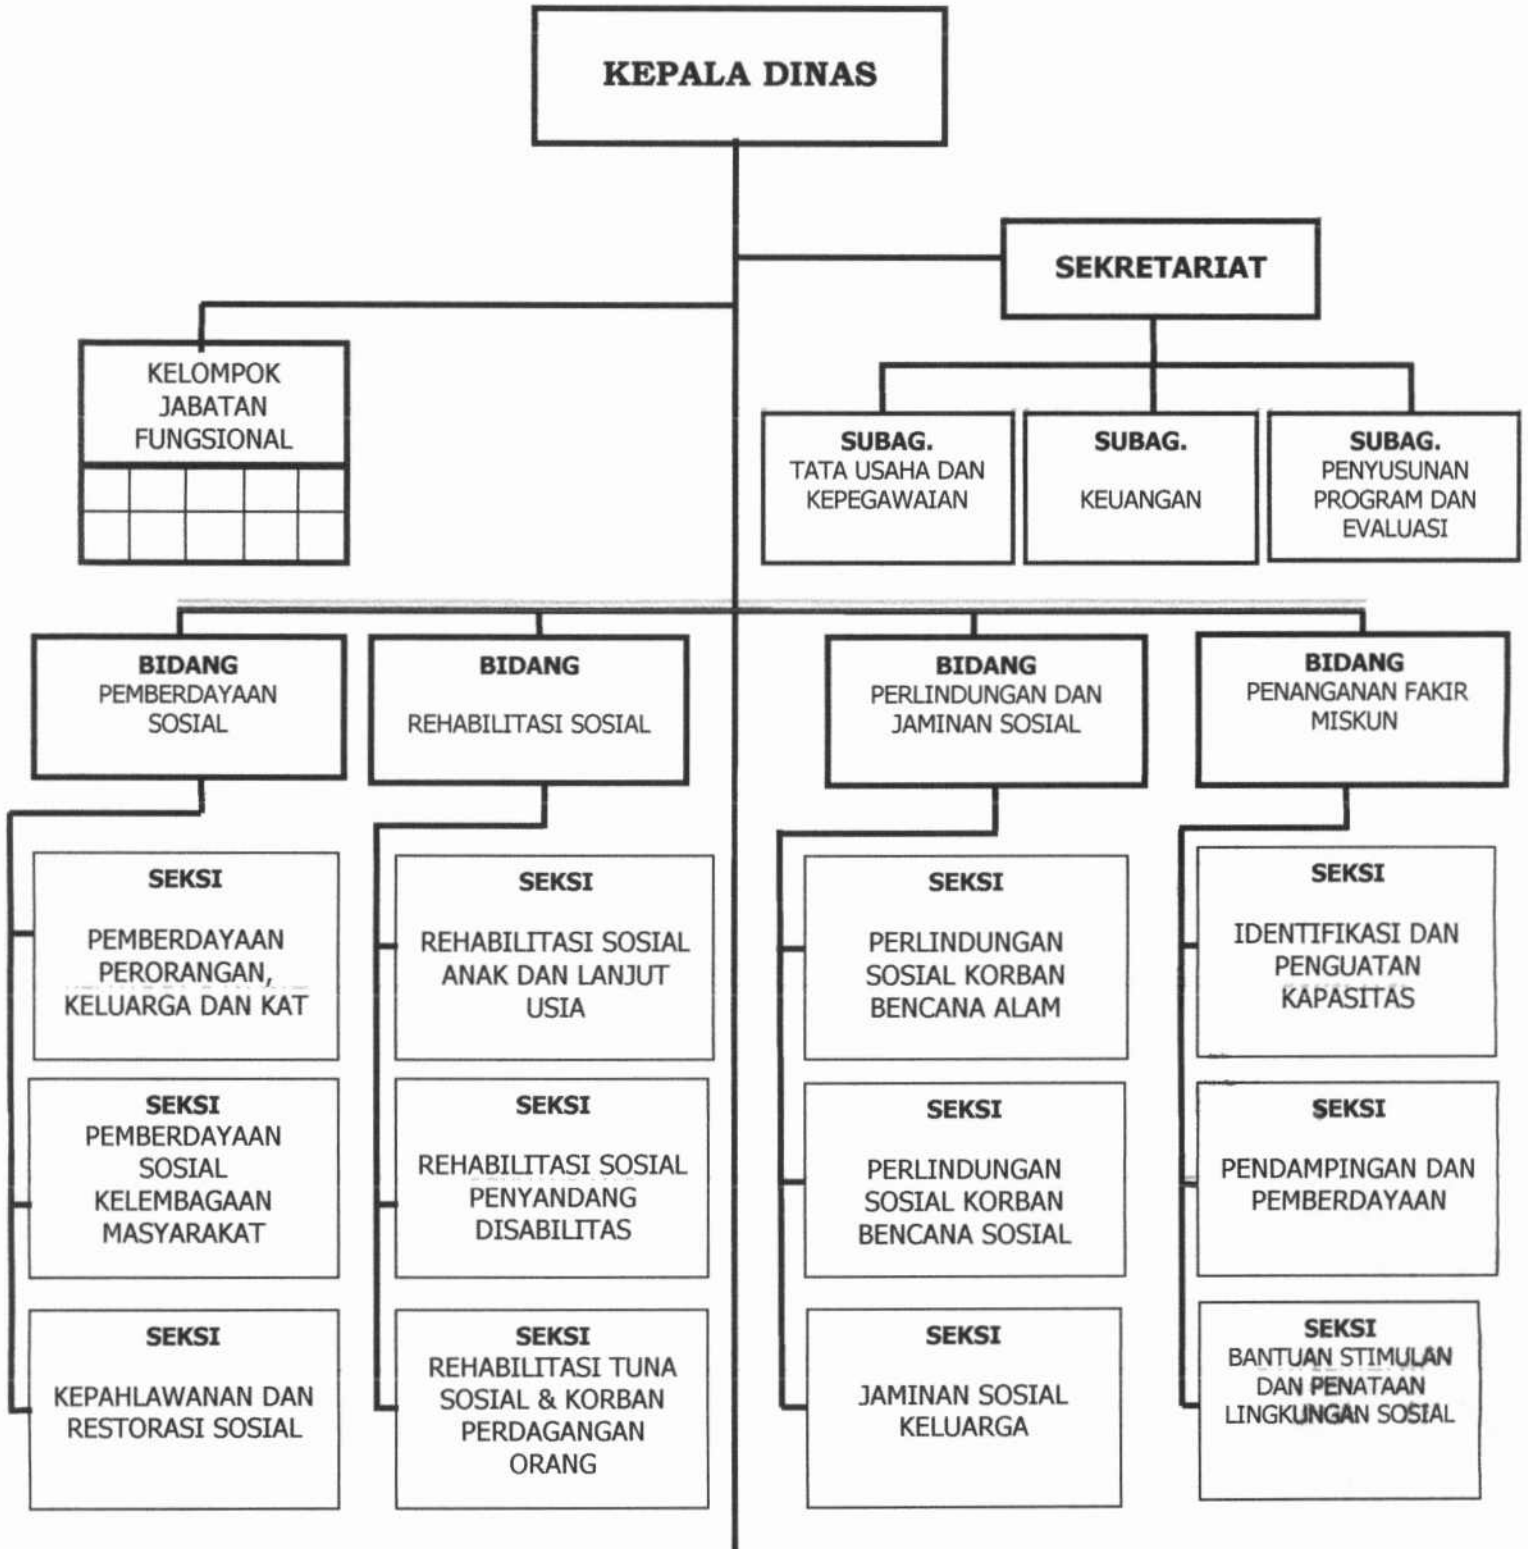 KEPALA DINAS
SEKRETARIAT
KELOMPOK
JABATAN
FUNGSIONAL
SUBAG.
TATA USAHA DAN
KEPEGAWAIAN
SUBAG.
KEUANGAN
SUBAG.
PENYUSUNAN
PROGRAM DAN
EVALUASI
BIDANG
PEMBERDAYAAN
SOSIAL
BIDANG
REHABILITASI SOSIAL
BIDANG
PERLINDUNGAN DAN
JAMINAN SOSIAL
BIDANG
PENANGANAN FAKIR
MISKUN
SEKSI
PEMBERDAYAAN
PERORANGAN,
KELUARGA DAN KAT
SEKSI
REHABILITASI SOSIAL
ANAK DAN LANJUT
USIA
SEKSI
PERLINDUNGAN
SOSIAL KORBAN
BENCANA ALAM
SEKSI
IDENTIFIKASI DAN
PENGUATAN
KAPASITAS
SEKSI
PEMBERDAYAAN
SOSIAL
KELEMBAGAAN
MASYARAKAT
SEKSI
REHABILITASI SOSIAL
PENYANDANG
DISABILITAS
SEKSI
PERLINDUNGAN
SOSIAL KORBAN
BENCANA SOSIAL
SEKSI
PENDAMPINGAN DAN
PEMBERDAYAAN
SEKSI
KEPAHLAWANAN DAN
RESTORASI SOSIAL
SEKSI
REHABILITASI TUNA
SOSIAL & KORBAN
PERDAGANGAN
ORANG
SEKSI
JAMINAN SOSIAL
KELUARGA
SEKSI
BANTUAN STIMULAN
DAN PENATAAN
LINGKUNGAN SOSIAL